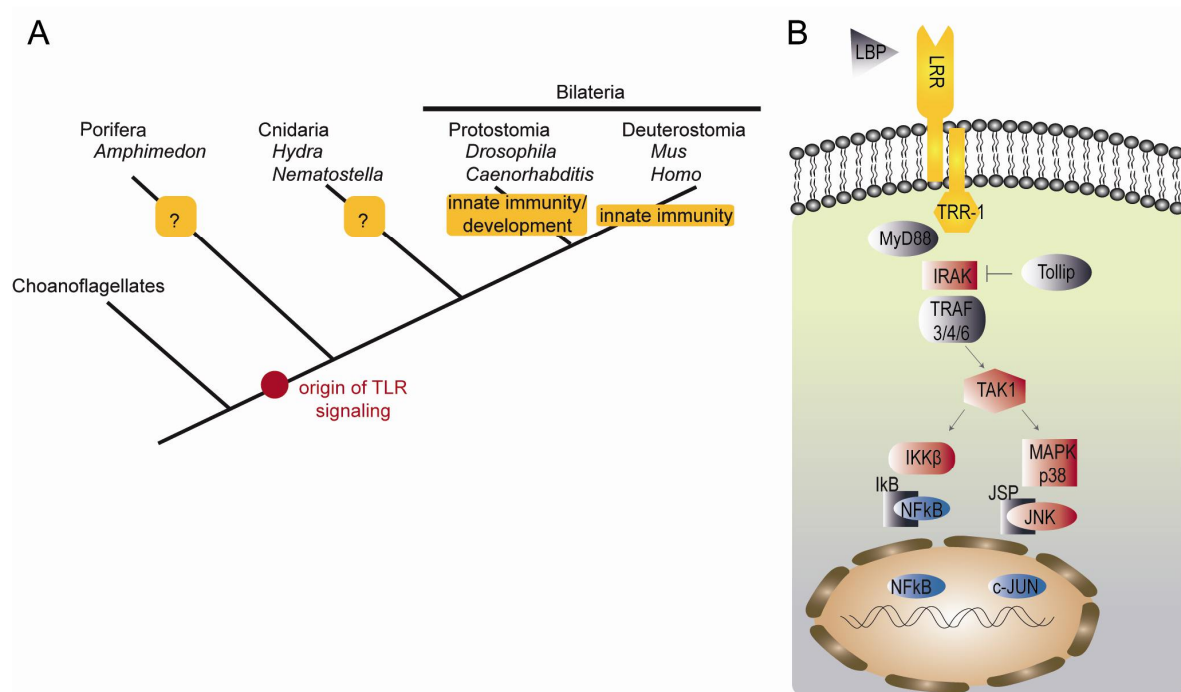 A
Bilateria
Porifera
Amphimedon
Cnidaria
Hydra
Nematostella
Protostomia
Drosophila
Caenorhabditis
Deuterostomia
Mus
Homo
?
?
innate immunity/
development
innate immunity
Choanoflagellates
origin of TLR
signaling
B
LBP
LRR
TRR-1
MyD88
IRAK
Tollip
TRAF
3/4/6
TAK1
IKKβ
MAPK
p38
IkB
NFkB
JSP
JNK
NFkB
c-JUN